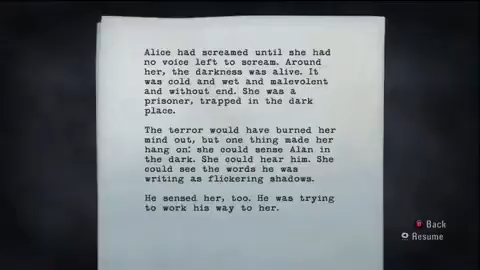 Alice had screamed until she had
no voice left to scream. Around
her, the darkness was alive. It
was cold and wet and malevolent
and without end. She was a
prisoner, trapped in the dark
place.
The terror would have burned her
mind out, but one thing made her
hang on: she could sense Alan in
the dark. She could hear him. She
could see the words he was
writing as flickering shadows.
He sensed her, too. He was trying
to work his way to her.
Back
Resume